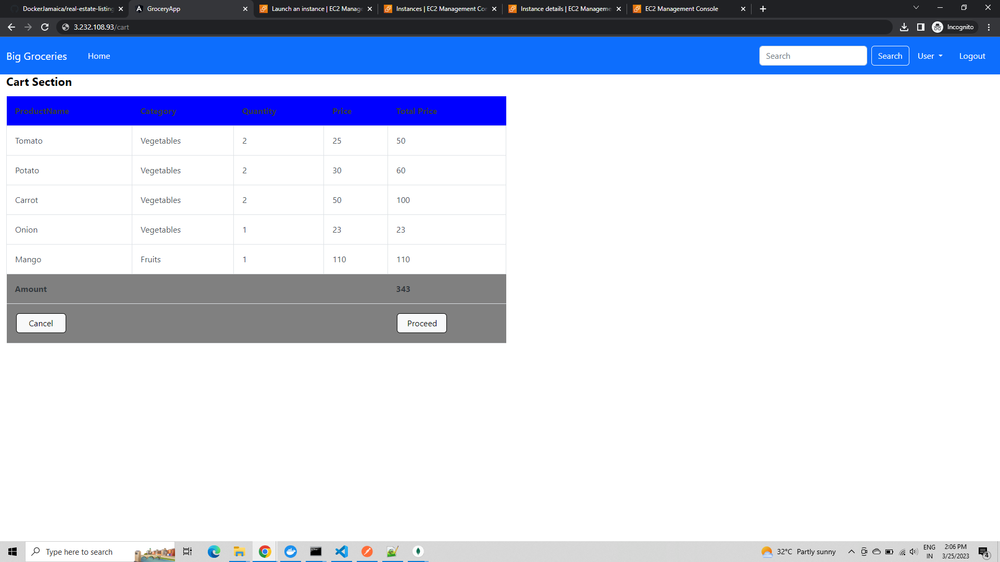 DockerJamaica/real-estate-listing
GroceryApp
Launch an instance | EC2 Manage
Instances | EC2 Management Cor
Instance details | EC2 Manageme
EC2 Management Console
3.232.108.93/cart
Incognito
Big Groceries Home Search Search User Logout
Cart Section
ProductName Category Quantity Price Total Price
Tomato Vegetables 2 25 50
Potato Vegetables 2 30 60
Carrot Vegetables 2 50 100
Onion Vegetables 1 23 23
Mango Fruits 1 110 110
Amount 343
Cancel Proceed
Type here to search
32°C Partly sunny
ENG
IN
2:06 PM
3/25/2023
4